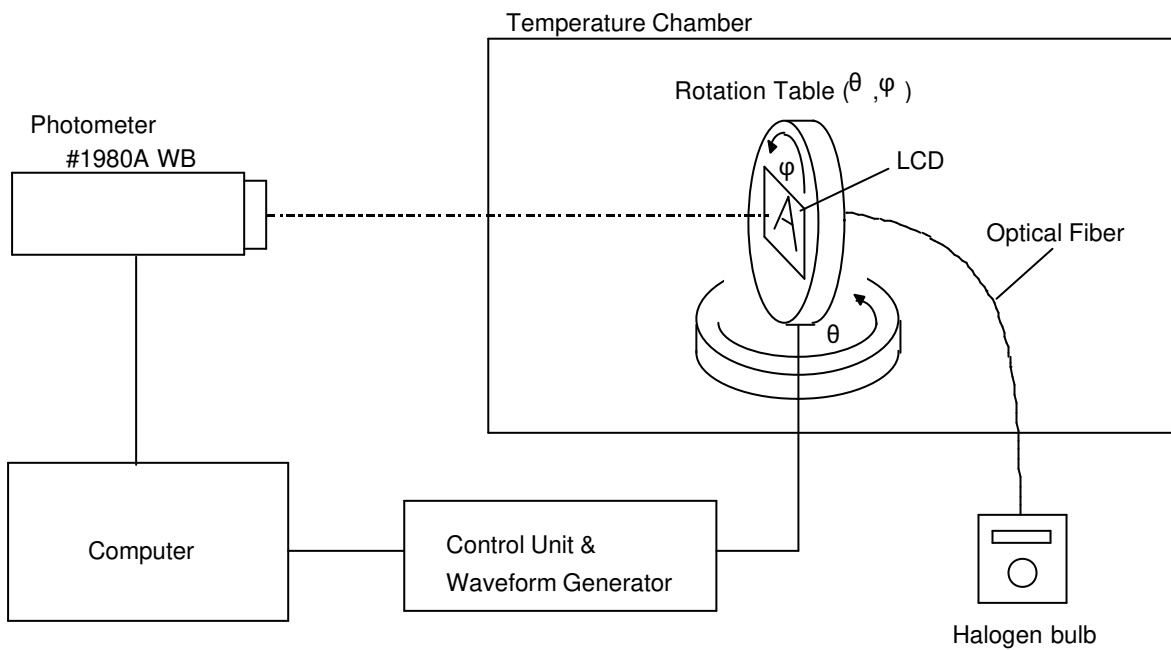 Temperature Chamber
Rotation Table (θ ,φ )
Photometer
#1980A WB
LCD
φ
A
Optical Fiber
θ
Computer
Control Unit &
Waveform Generator
Halogen bulb